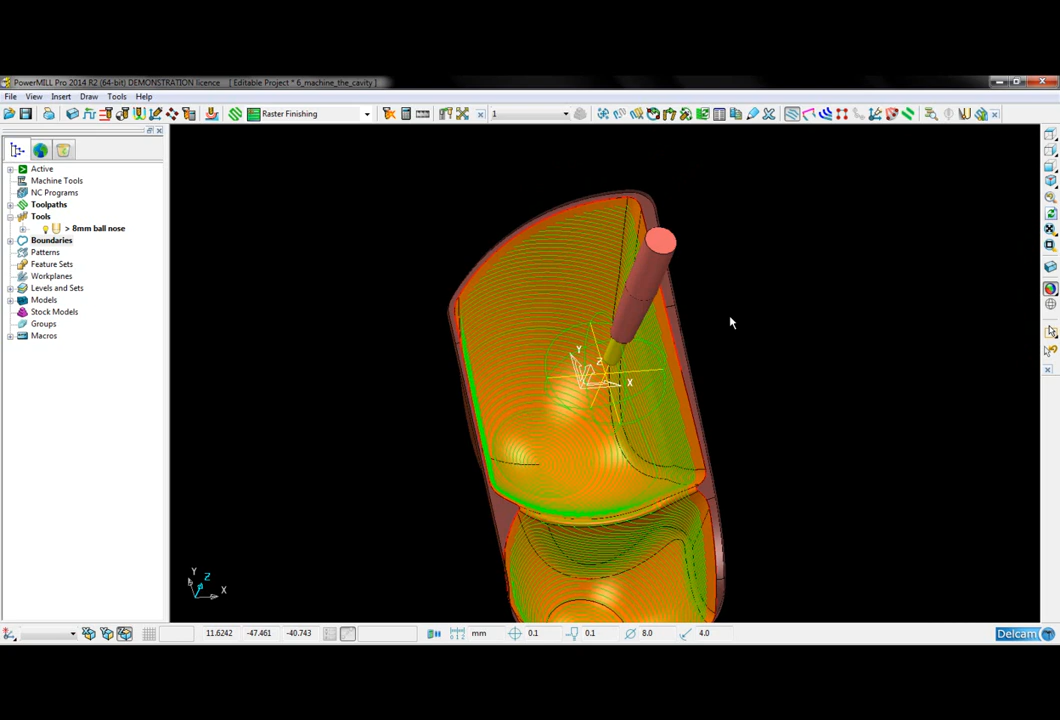 PowerMILL Pro 2014 R2 (64-bit) DEMONSTRATION licence [ Editable Project * 6_machine_the_cavity ]
File View Insert Draw Tools Help
Raster Finishing 1
Active
Machine Tools
NC Programs
Toolpaths
Tools
> 8mm ball nose
Boundaries
Patterns
Feature Sets
Workplanes
Levels and Sets
Models
Stock Models
Groups
Macros
Y
Z
X
Y
Z
X
11.6242 -47.461 -40.743 mm 0.1 0.1 8.0 4.0 Delcam